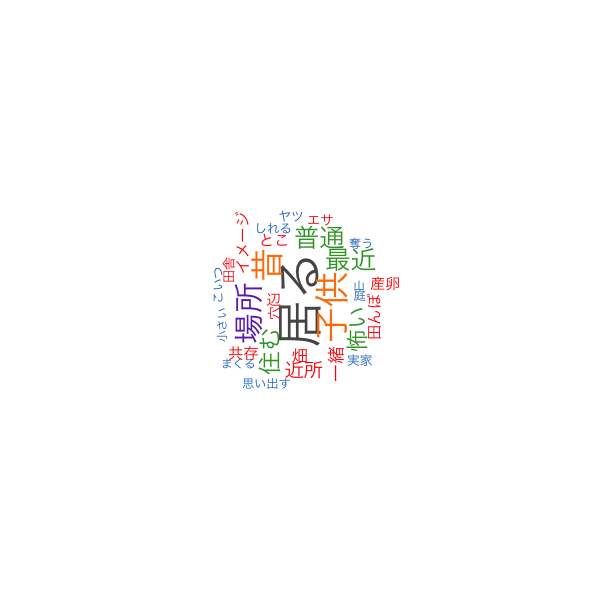 ヤツ
エサ
しれる
とこ
普通
奪う
イメージ
昔
最近
田舎
居る
子供
山
庭
産卵
こいつ
場所
辺
穴
田んぼ
小さい
怖い
住む
共存
畑
一緒
まくる
近所
実家
思い出す